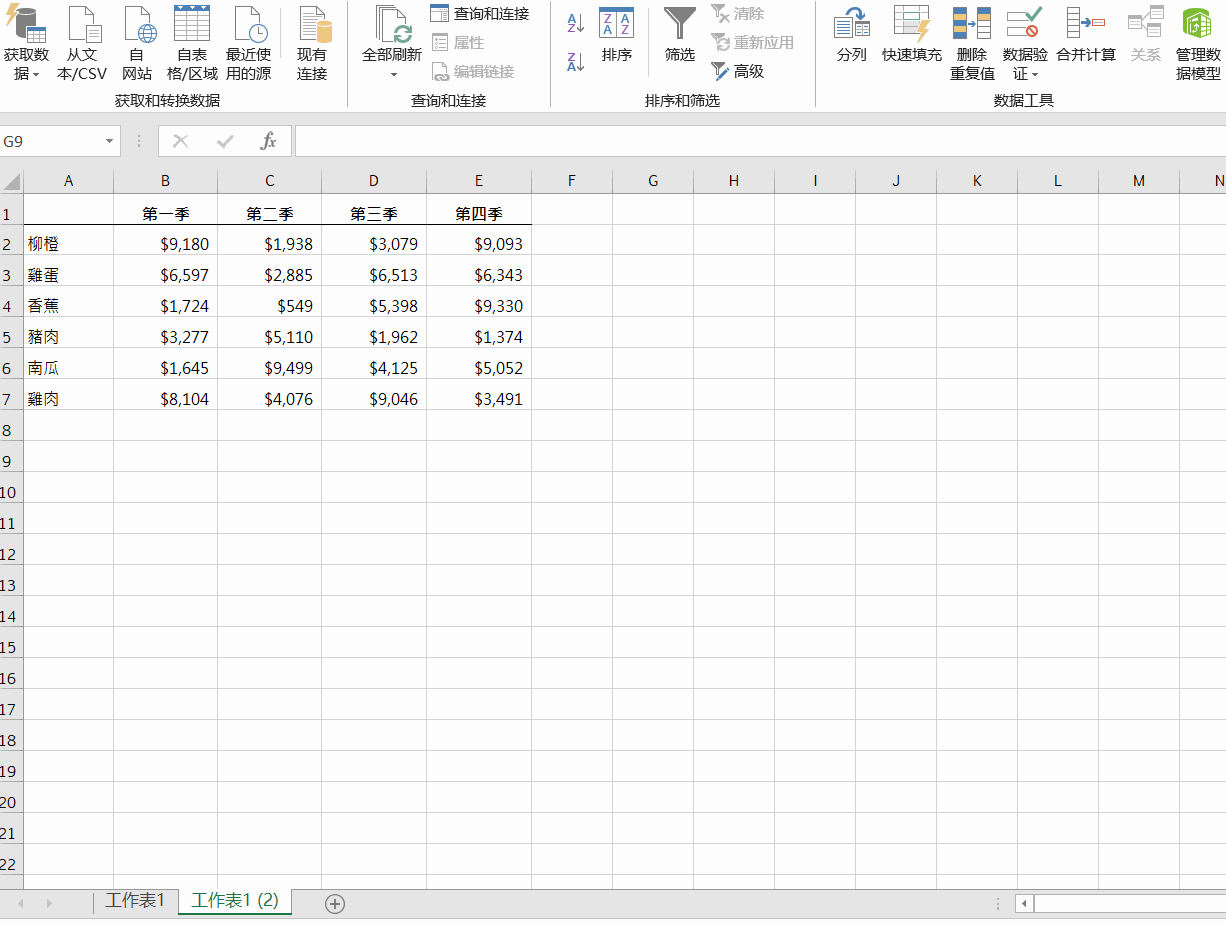 获取数据 从文本/CSV 自网站 自表格/区域 最近使用的源 现有连接
获取和转换数据
全部刷新 查询和连接
属性
编辑链接
查询和连接
A Z Z A 排序 筛选 清除
重新应用
高级
排序和筛选
分列 快速填充 删除重复值 数据验证 合并计算 关系 管理数据模型
数据工具
G9 fx
A B C D E F G H I J K L M N
1 第一季 第二季 第三季 第四季
2 柳橙 $9,180 $1,938 $3,079 $9,093
3 雞蛋 $6,597 $2,885 $6,513 $6,343
4 香蕉 $1,724 $549 $5,398 $9,330
5 豬肉 $3,277 $5,110 $1,962 $1,374
6 南瓜 $1,645 $9,499 $4,125 $5,052
7 雞肉 $8,104 $4,076 $9,046 $3,491
8
9
10
11
12
13
14
15
16
17
18
19
20
21
22
工作表1 工作表1 (2)